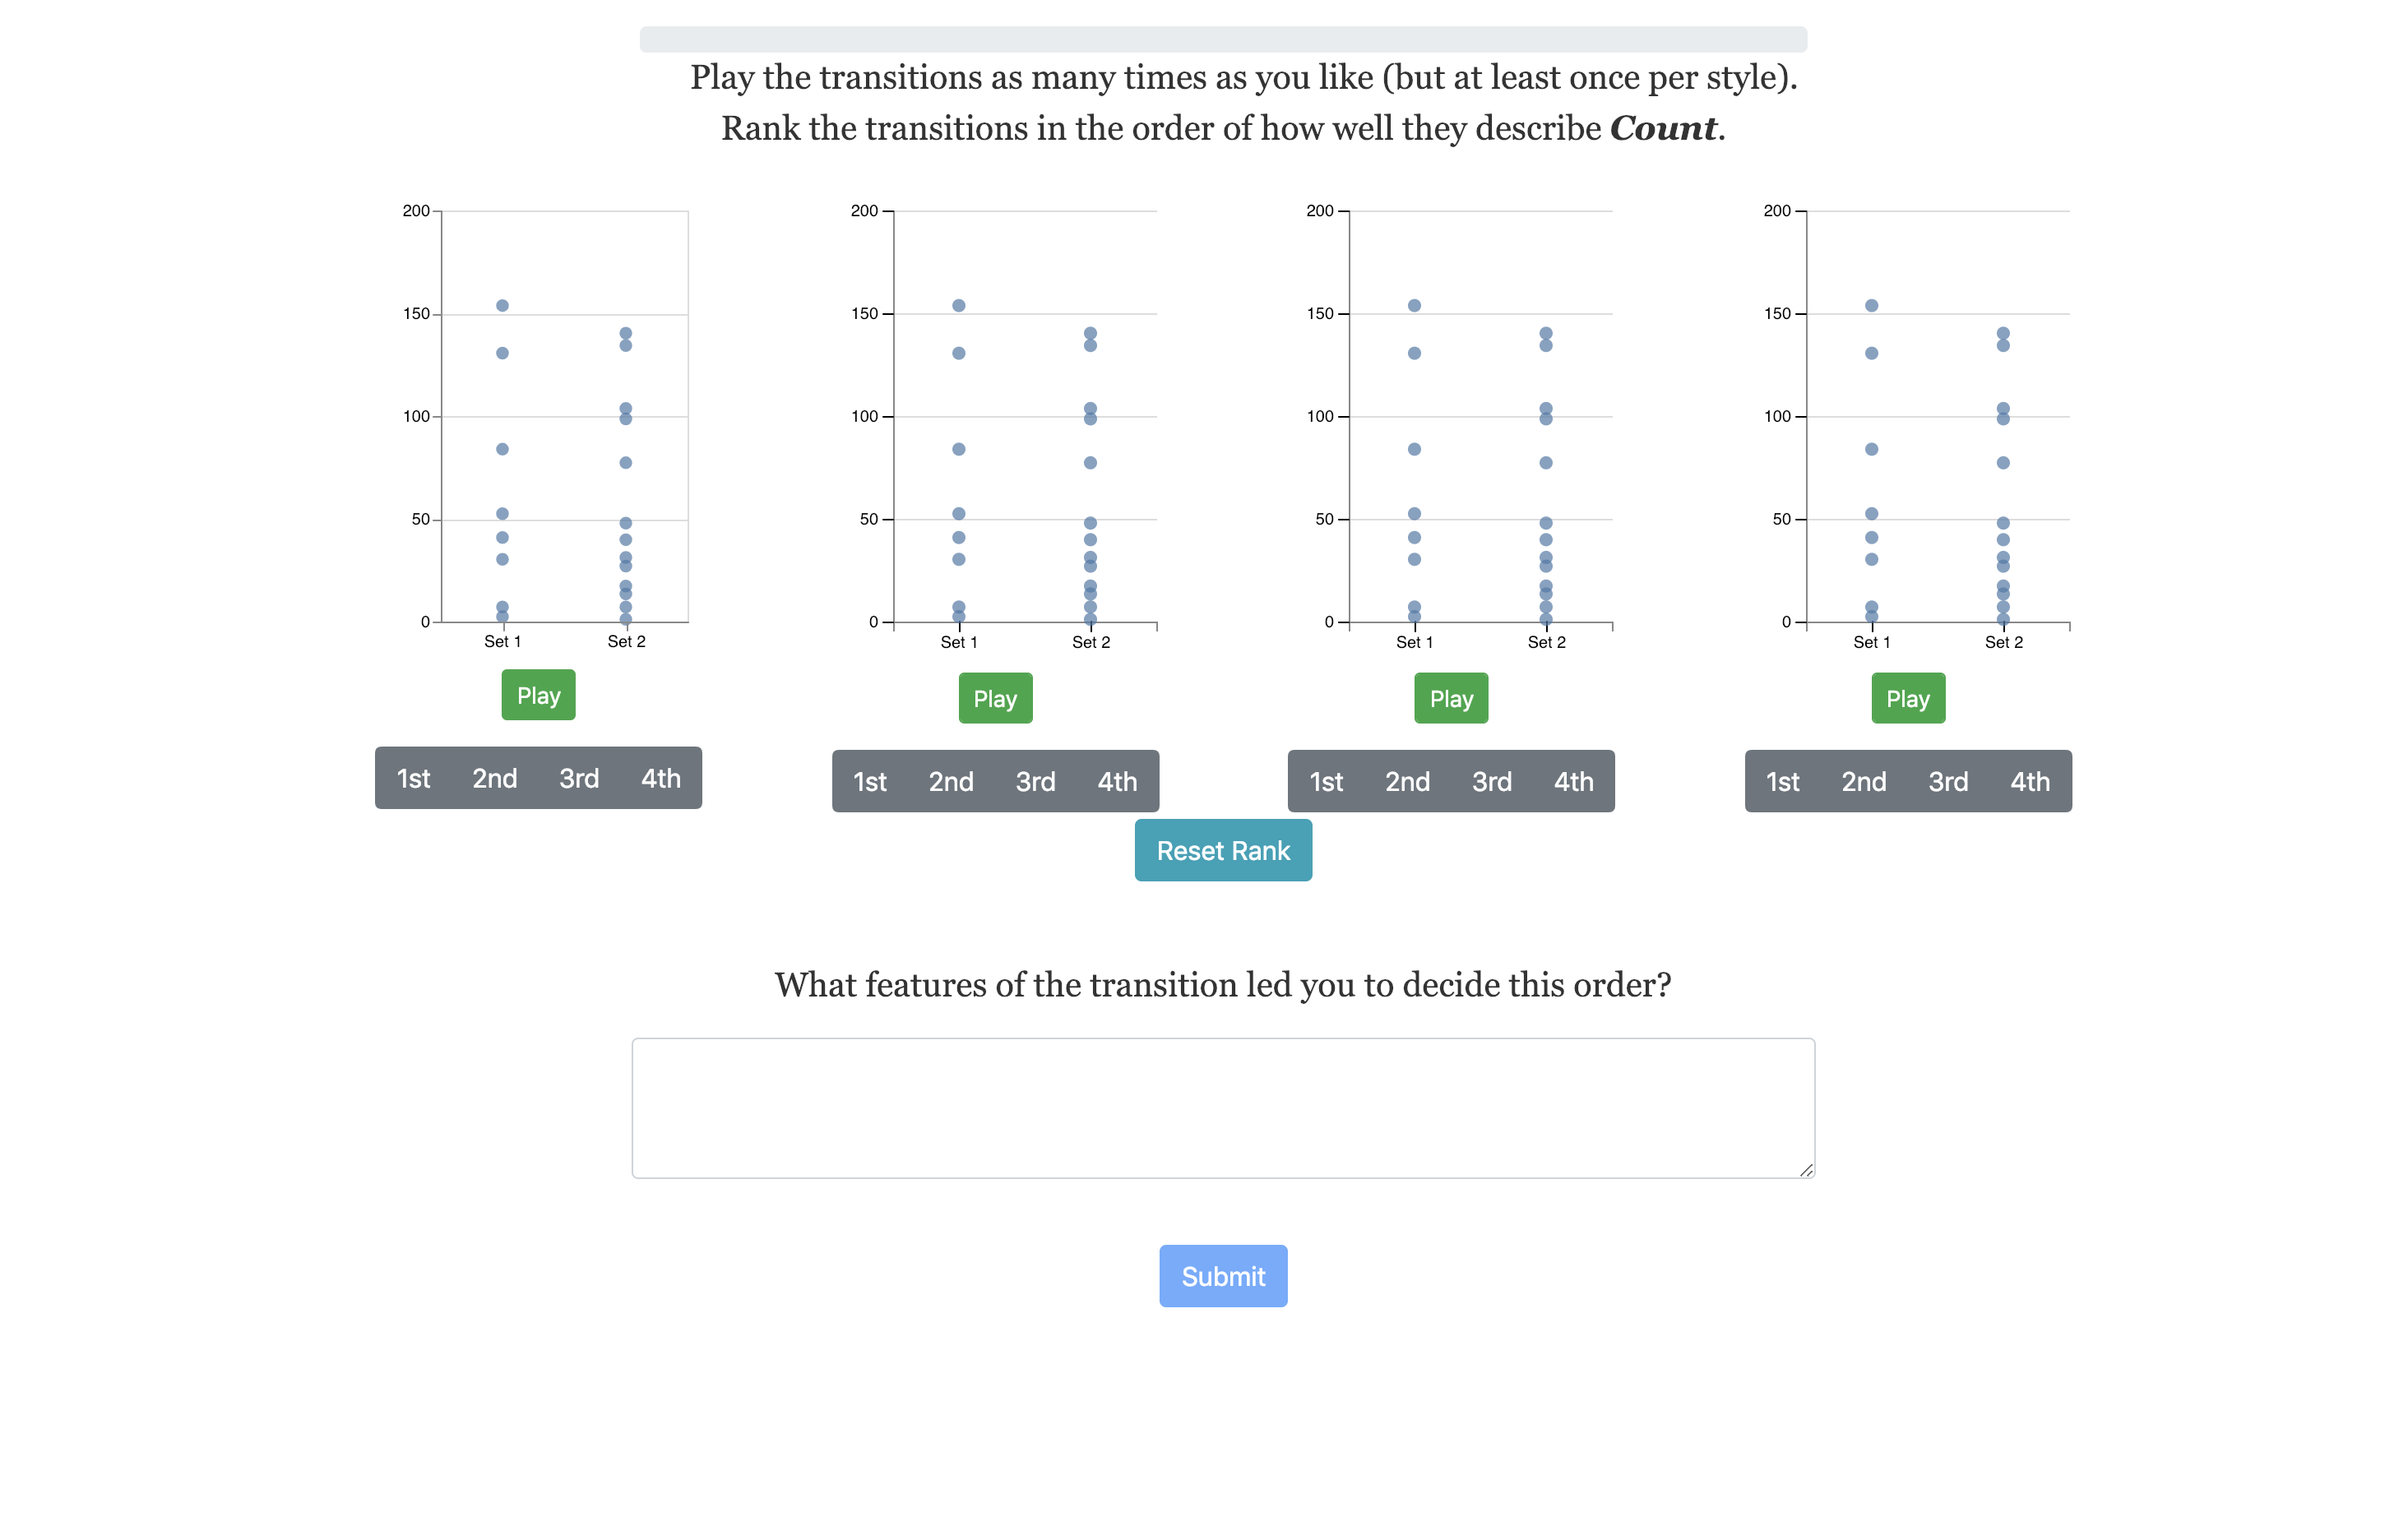 Play the transitions as many times as you like (but at least once per style).
Rank the transitions in the order of how well they describe Count.
200
150
100
50
0
Set 1 Set 2
200
150
100
50
0
Set 1 Set 2
200
150
100
50
0
Set 1 Set 2
200
150
100
50
0
Set 1 Set 2
Play
Play
Play
Play
1st 2nd 3rd 4th
1st 2nd 3rd 4th
1st 2nd 3rd 4th
1st 2nd 3rd 4th
Reset Rank
What features of the transition led you to decide this order?
Submit